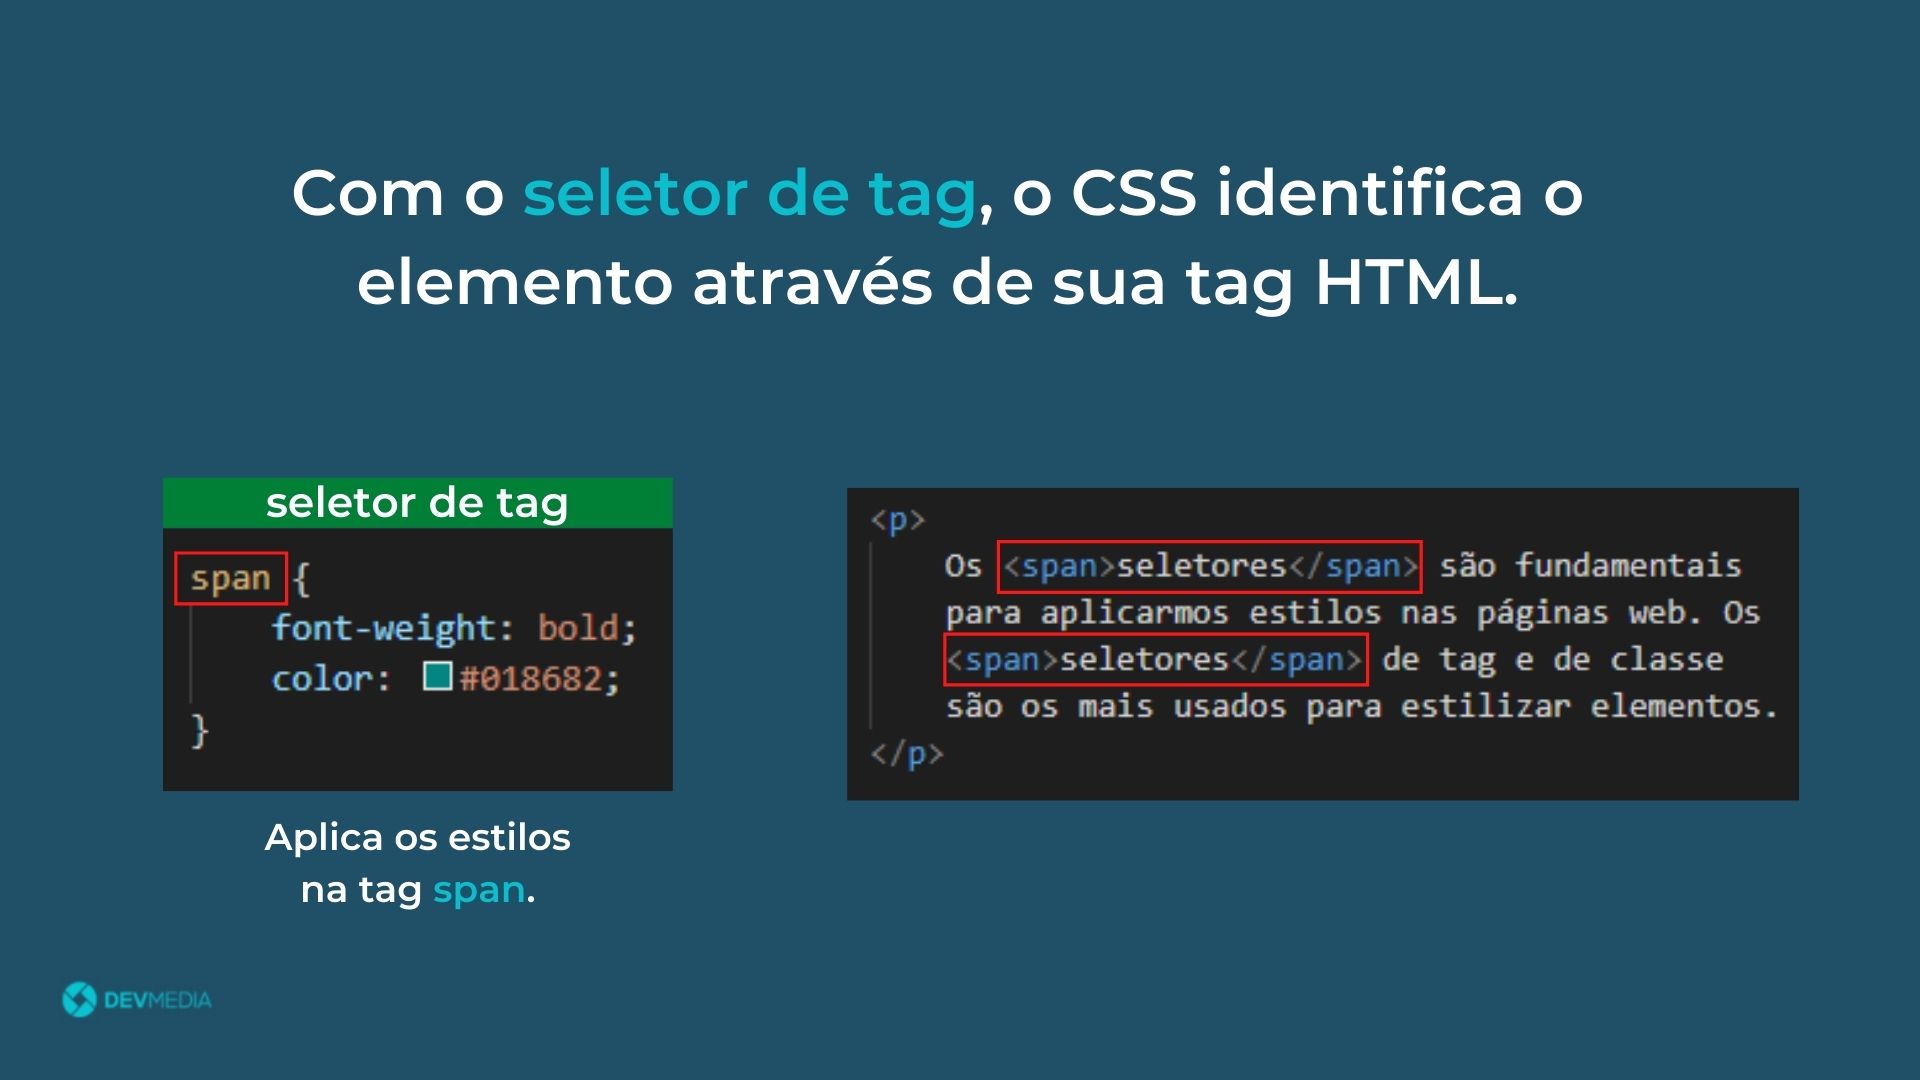 Com o seletor de tag, o CSS identifica o
elemento através de sua tag HTML.
seletor de tag
span {
font-weight: bold;
color: #018682;
}
Aplica os estilos
na tag span.
<p>
Os <span>seletores</span> são fundamentais
para aplicarmos estilos nas páginas web. Os
<span>seletores</span> de tag e de classe
são os mais usados para estilizar elementos.
</p>
DEVMEDIA